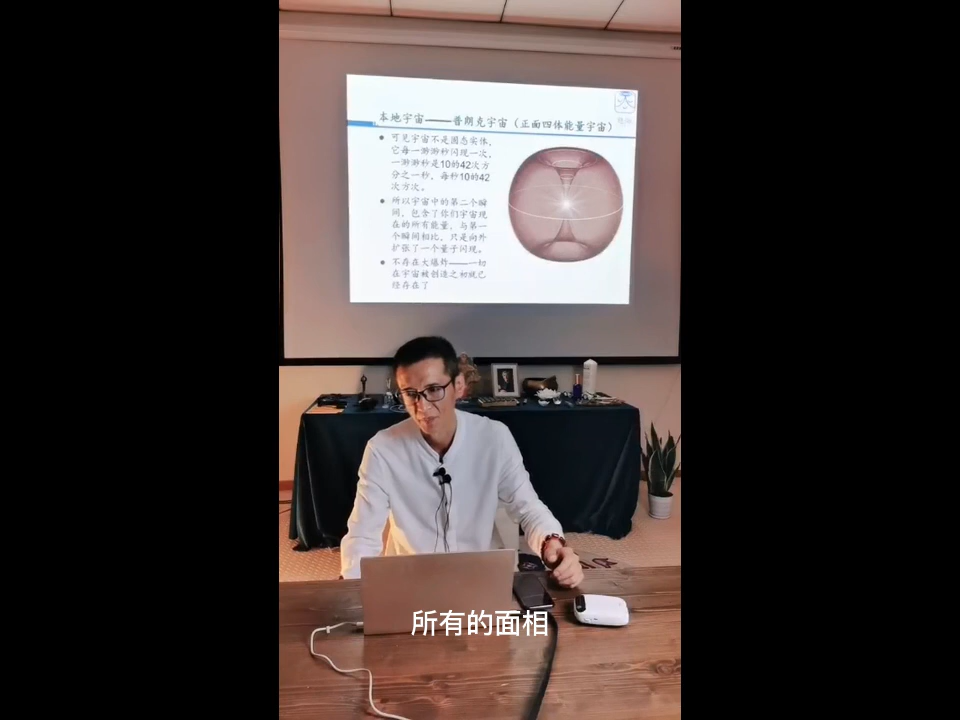 本地宇宙——普朗克宇宙（正面四体能量宇宙）
可见宇宙不是固态实体，
它每一渺渺秒闪现一次，
一渺渺秒是10的42次方
分之一秒，每秒10的42
次方次。
所以宇宙中的第二个瞬
间，包含了你们宇宙现
在的所有能量，与第一
个瞬间相比，只是向外
扩张了一个量子闪现。
不存在大爆炸——一切
在宇宙被创造之初就已
经存在了
所有的面相